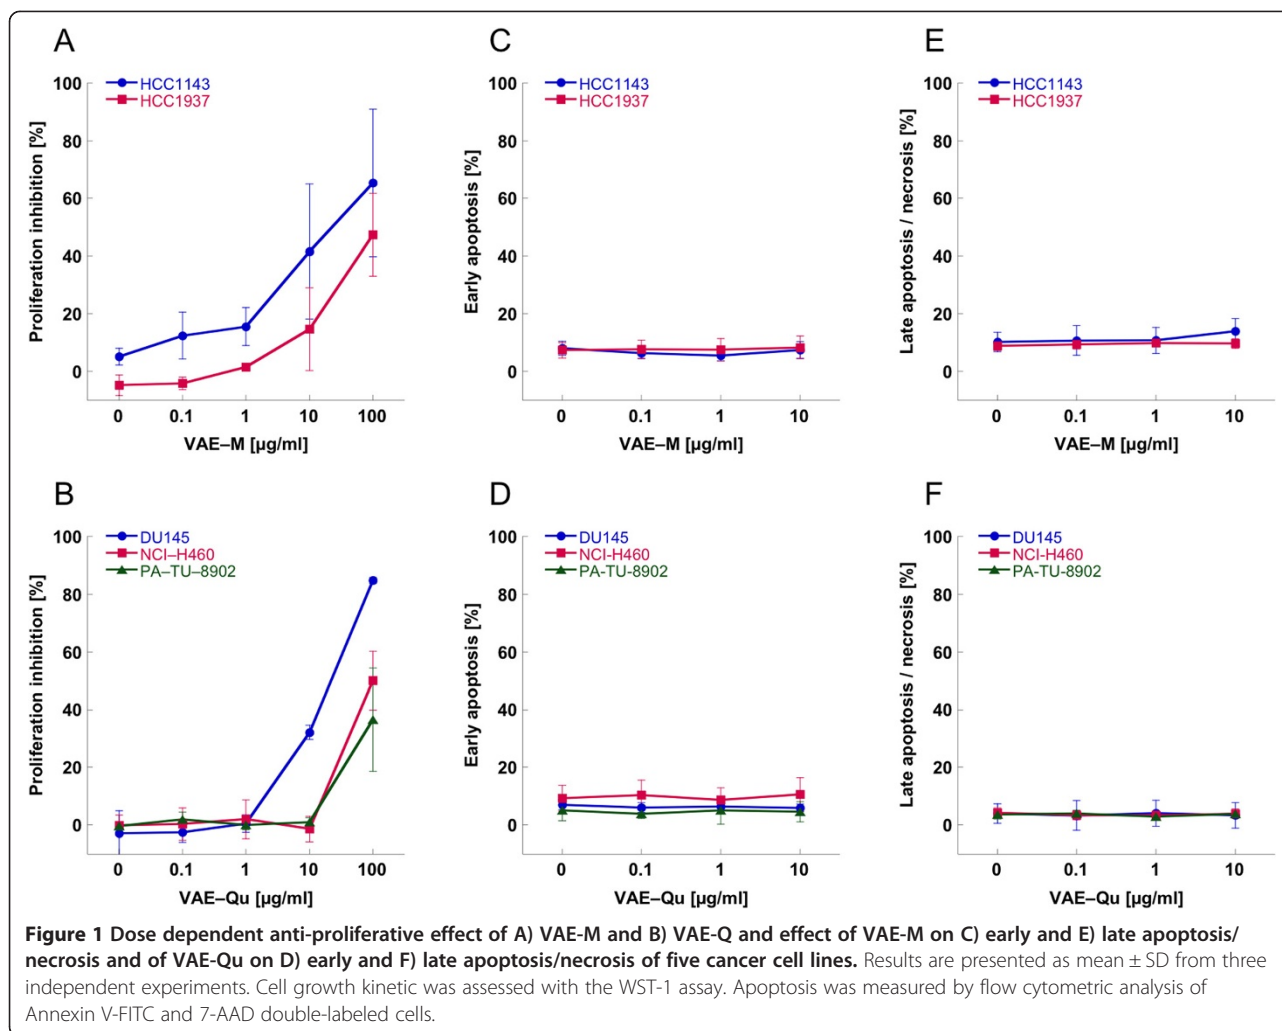 A
100
80
60
40
20
0
Proliferation inhibition [%]
HCC1143
HCC1937
0 0.1 1 10 100
VAE–M [µg/ml]
C
100
80
60
40
20
0
Early apoptosis [%]
HCC1143
HCC1937
0 0.1 1 10
VAE–M [µg/ml]
E
100
80
60
40
20
0
Late apoptosis / necrosis [%]
HCC1143
HCC1937
0 0.1 1 10
VAE–M [µg/ml]
B
100
80
60
40
20
0
Proliferation inhibition [%]
DU145
NCI–H460
PA–TU–8902
0 0.1 1 10 100
VAE–Qu [µg/ml]
D
100
80
60
40
20
0
Early apoptosis [%]
DU145
NCI-H460
PA-TU-8902
0 0.1 1 10
VAE–Qu [µg/ml]
F
100
80
60
40
20
0
Late apoptosis / necrosis [%]
DU145
NCI-H460
PA-TU-8902
0 0.1 1 10
VAE–Qu [µg/ml]
Figure 1 Dose dependent anti-proliferative effect of A) VAE-M and B) VAE-Q and effect of VAE-M on C) early and E) late apoptosis/
necrosis and of VAE-Qu on D) early and F) late apoptosis/necrosis of five cancer cell lines. Results are presented as mean ± SD from three
independent experiments. Cell growth kinetic was assessed with the WST-1 assay. Apoptosis was measured by flow cytometric analysis of
Annexin V-FITC and 7-AAD double-labeled cells.